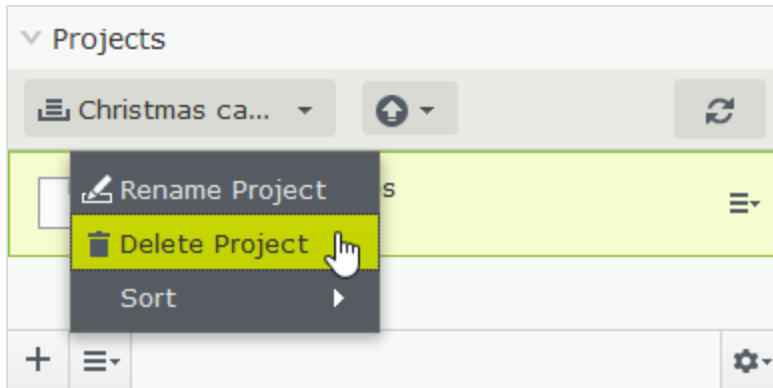 Projects
Christmas ca...
Rename Project
s
Delete Project
Sort